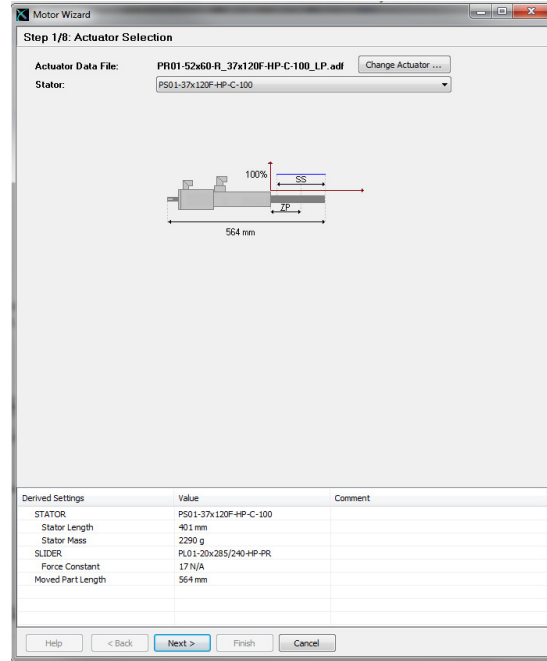 Motor Wizard
Step 1/8: Actuator Selection
Actuator Data File: PR01-52x60-R_37x120F-HP-C-100_LP.adf Change Actuator ...
Stator: PS01-37x120F-HP-C-100
100%
SS
ZP
564 mm
Derived Settings Value Comment
STATOR PS01-37x120F-HP-C-100
Stator Length 401 mm
Stator Mass 2290 g
SLIDER PL01-20x285/240-HP-PR
Force Constant 17 N/A
Moved Part Length 564 mm
Help < Back Next > Finish Cancel